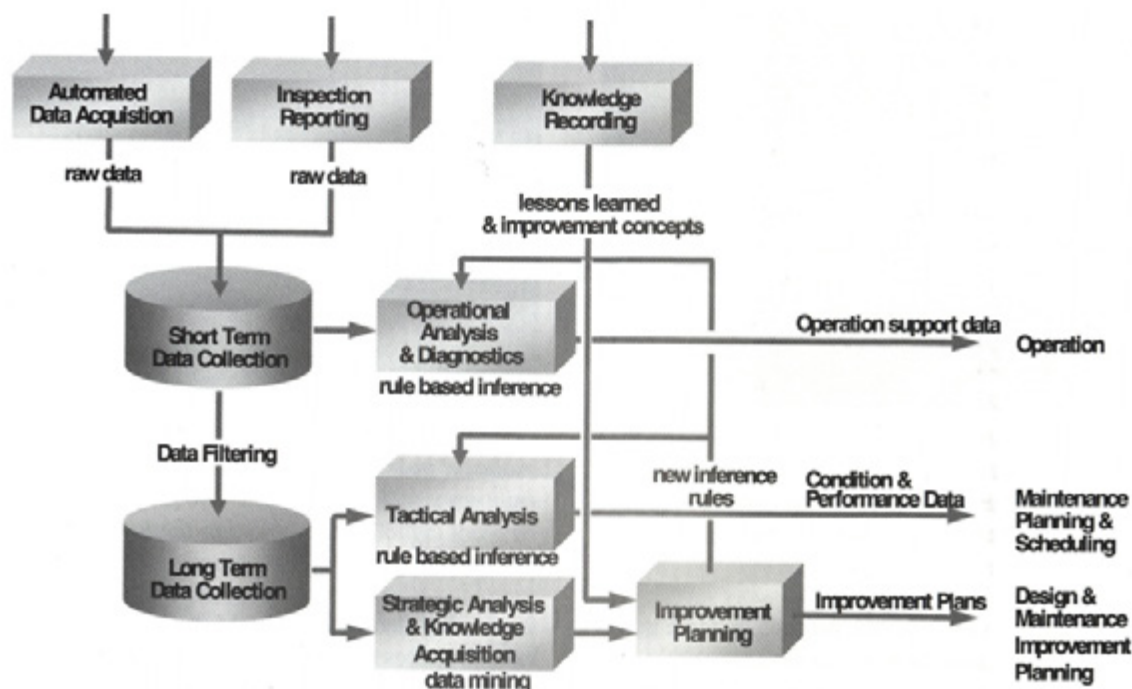 Automated
Data Acquistion
Inspection
Reporting
Knowledge
Recording
raw data
raw data
lessons learned
& improvement concepts
Short Term
Data Collection
Operational
Analysis
& Diagnostics
rule based inference
Operation support data
Operation
Data Filtering
new inference
rules
Condition &
Performance Data
Maintenance
Planning &
Scheduling
Tactical Analysis
rule based inference
Long Term
Data Collection
Strategic Analysis
& Knowledge
Acquisition
data mining
Improvement
Planning
Improvement Plans
Design &
Maintenance
Improvement
Planning